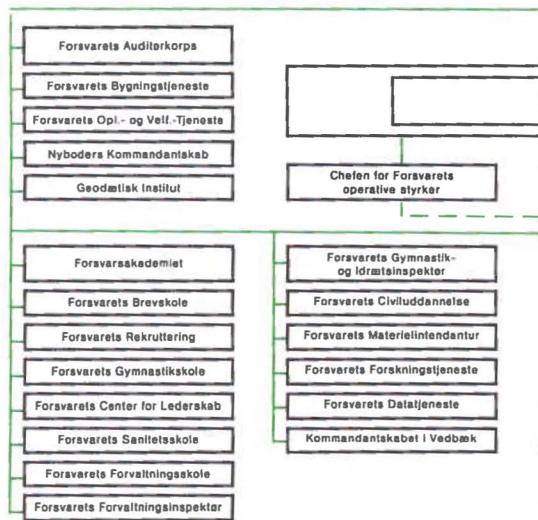 Forsvarets Auditørkorps
Forsvarets Bygningstjeneste
Forsvarets Opl.- og Velf.-Tjeneste
Nyboders Kommandantskab
Geodætisk Institut
Chefen for Forsvarets
operative styrker
Forsvarsakademiet
Forsvarets Brevskole
Forsvarets Rekruttering
Forsvarets Gymnastikskole
Forsvarets Center for Lederskab
Forsvarets Sanitetsskole
Forsvarets Forvaltningsskole
Forsvarets Forvaltningsinspektør
Forsvarets Gymnastik-
og Idrætsinspektør
Forsvarets Civiluddannelse
Forsvarets Materielintendantur
Forsvarets Forskningstjeneste
Forsvarets Datatjeneste
Kommandantskabet i Vedbæk